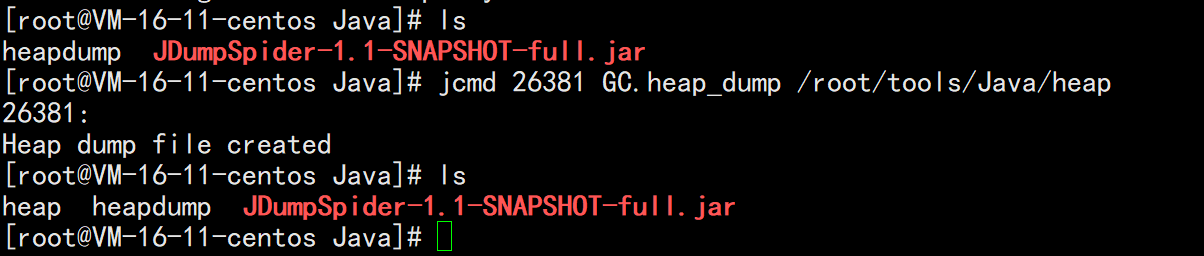 [root@VM-16-11-centos Java]# ls
heapdump  JDumpSpider-1.1-SNAPSHOT-full.jar
[root@VM-16-11-centos Java]# jcmd 26381 GC.heap_dump /root/tools/Java/heap
26381:
Heap dump file created
[root@VM-16-11-centos Java]# ls
heap  heapdump  JDumpSpider-1.1-SNAPSHOT-full.jar
[root@VM-16-11-centos Java]#